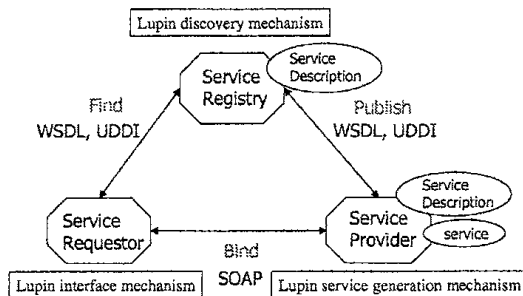 Lupin discovery mechanism
Service
Description
Service
Registry
Find
WSDL, UDDI
Publish
WSDL, UDDI
Service
Description
service
Service
Requestor
Service
Provider
Bind
SOAP
Lupin interface mechanism
Lupin service generation mechanism